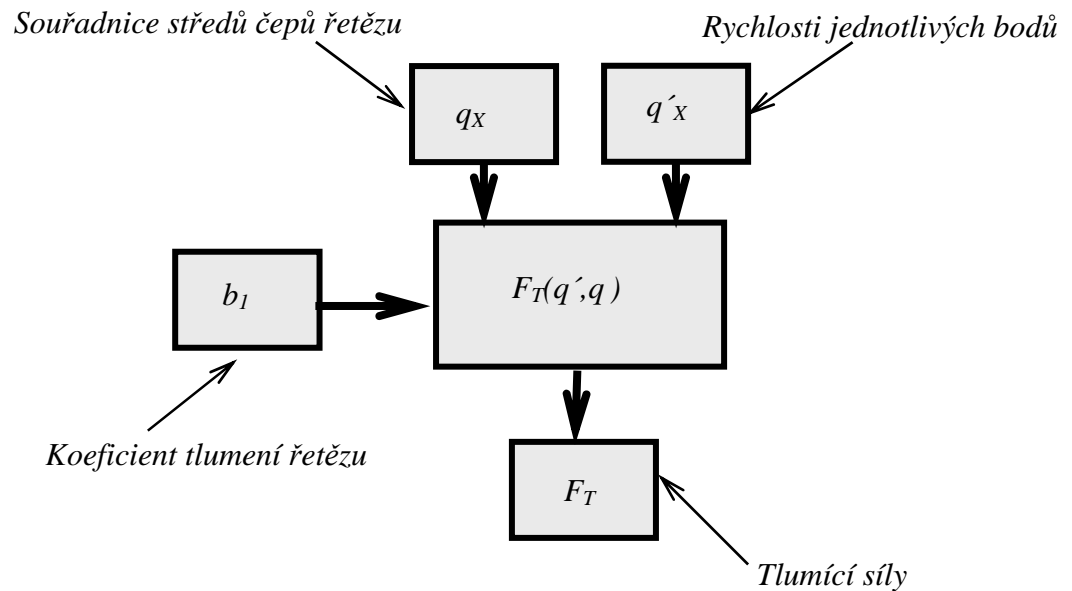 Souřadnice středů čepů řetězu
Rychlosti jednotlivých bodů
qX
q´X
b1
FT(q´,q )
Koeficient tlumení řetězu
FT
Tlumící síly